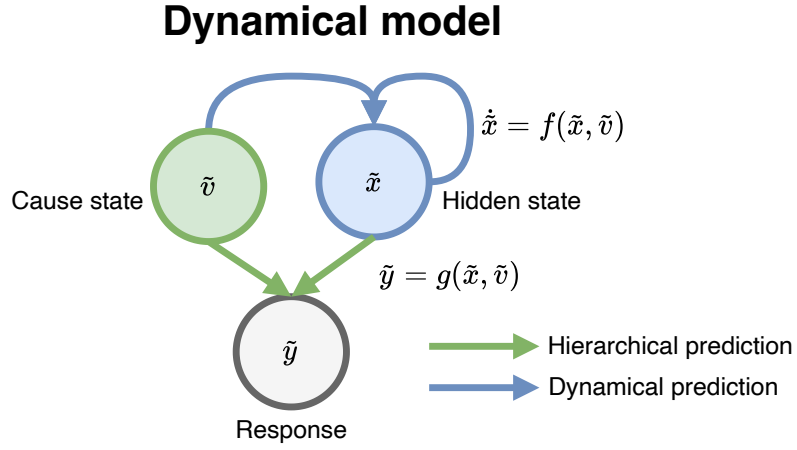 Dynamical model
ẋ̃ = f(x̃, ṽ)
ṽ
x̃
Cause state
Hidden state
ỹ = g(x̃, ṽ)
ỹ
Hierarchical prediction
Dynamical prediction
Response